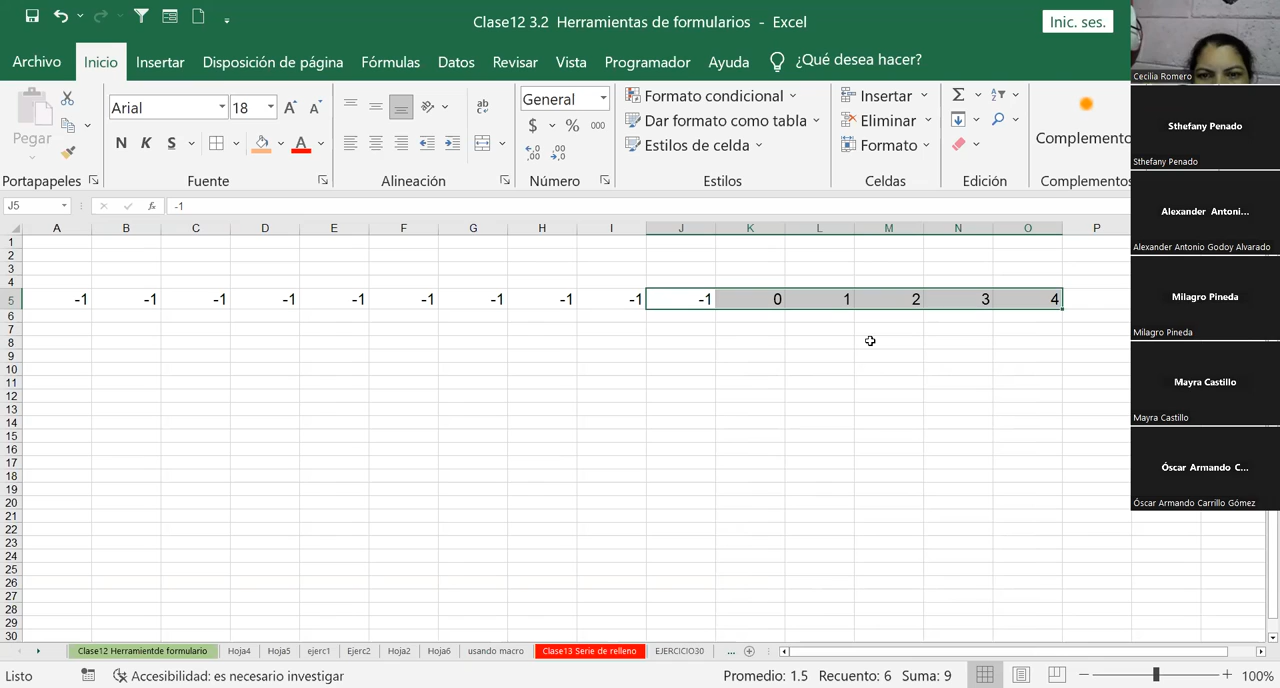 Clase12 3.2 Herramientas de formularios - Excel
Inic. ses.
Archivo Inicio Insertar Disposición de página Fórmulas Datos Revisar Vista Programador Ayuda ¿Qué desea hacer?
Pegar
Portapapeles
Arial 18
N K S
Fuente
Alineación
General
$ % 000
Número
Formato condicional
Dar formato como tabla
Estilos de celda
Estilos
Insertar
Eliminar
Formato
Celdas
Edición
Complemento
Complementos
J5 fx -1
A B C D E F G H I J K L M N O P
1
2
3
4
5 -1 -1 -1 -1 -1 -1 -1 -1 -1 -1 0 1 2 3 4
6
7
8
9
10
11
12
13
14
15
16
17
18
19
20
21
22
23
24
25
26
27
28
29
30
Clase12 Herramientde formulario Hoja4 Hoja5 ejerc1 Ejerc2 Hoja2 Hoja6 usando macro Clase13 Serie de relleno EJERCICIO30 ...
Listo Accesibilidad: es necesario investigar Promedio: 1.5 Recuento: 6 Suma: 9 100%
Cecilia Romero
Sthefany Penado
Sthefany Penado
Alexander Antoni...
Alexander Antonio Godoy Alvarado
Milagro Pineda
Milagro Pineda
Mayra Castillo
Mayra Castillo
Óscar Armando C...
Óscar Armando Carrillo Gómez